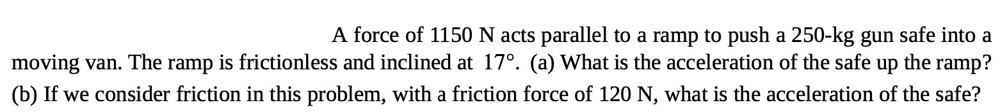 A force of 1150 N acts parallel to a ramp to push a 250-kg gun safe into a
moving van. The ramp is frictionless and inclined at 17°. (a) What is the acceleration of the safe up the ramp?
(b) If we consider friction in this problem, with a friction force of 120 N, what is the acceleration of the safe?